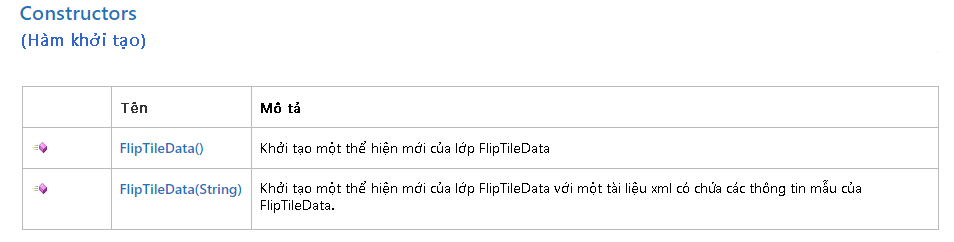 Constructors
(Hàm khởi tạo)
Tên
Mô tả
FlipTileData()
Khởi tạo một thể hiện mới của lớp FlipTileData
FlipTileData(String)
Khởi tạo một thể hiện mới của lớp FlipTileData với một tài liệu xml có chứa các thông tin mẫu của
FlipTileData.